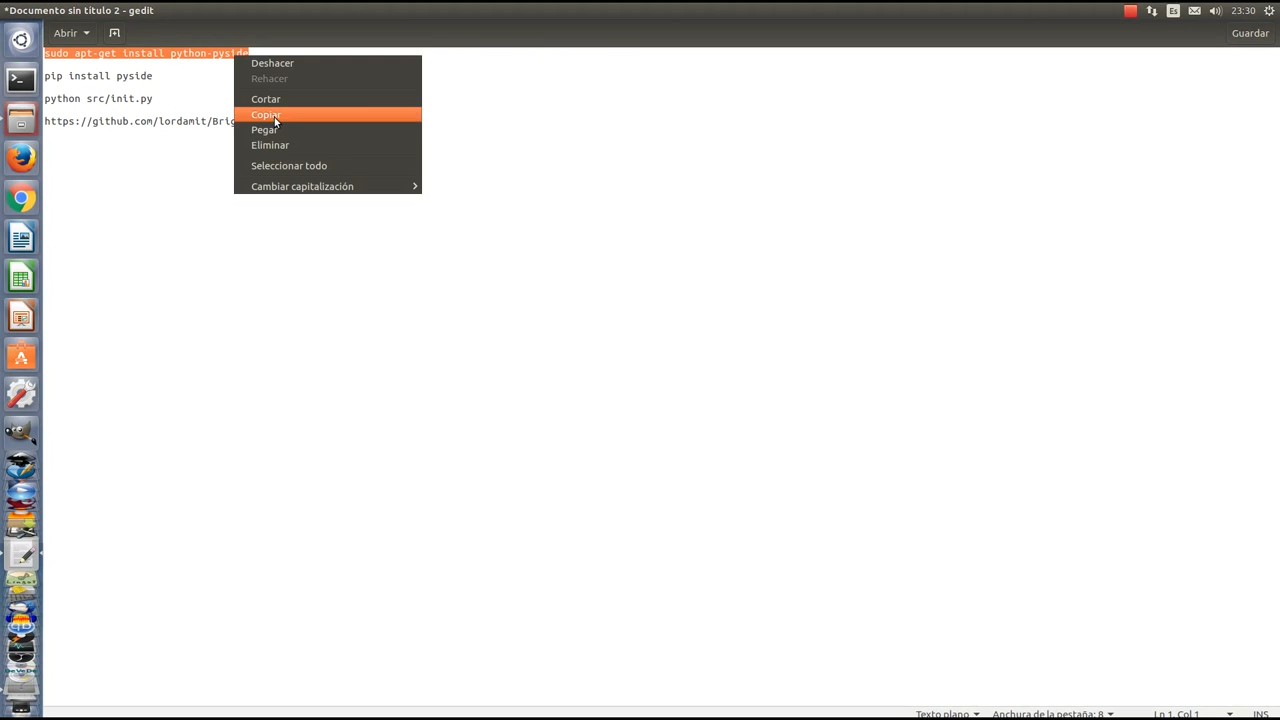 *Documento sin título 2 - gedit
Es
23:30
Abrir
Guardar
sudo apt-get install python-pyside
pip install pyside
python src/init.py
https://github.com/lordamit/Brig
Deshacer
Rehacer
Cortar
Copiar
Pegar
Eliminar
Seleccionar todo
Cambiar capitalización
Texto plano
Anchura de la pestaña: 8
Ln 1, Col 1
INS